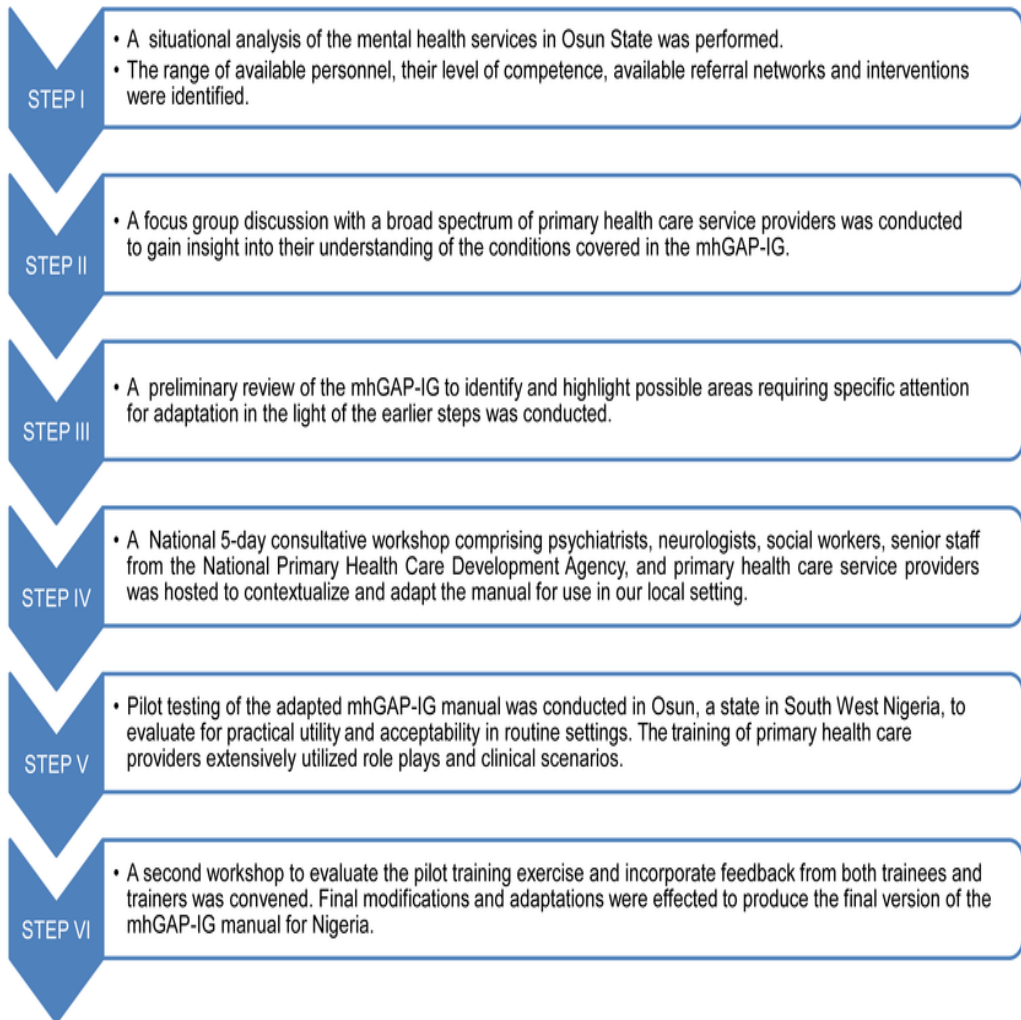 STEP I
• A situational analysis of the mental health services in Osun State was performed.
• The range of available personnel, their level of competence, available referral networks and interventions
were identified.
STEP II
• A focus group discussion with a broad spectrum of primary health care service providers was conducted
to gain insight into their understanding of the conditions covered in the mhGAP-IG.
STEP III
• A preliminary review of the mhGAP-IG to identify and highlight possible areas requiring specific attention
for adaptation in the light of the earlier steps was conducted.
STEP IV
• A National 5-day consultative workshop comprising psychiatrists, neurologists, social workers, senior staff
from the National Primary Health Care Development Agency, and primary health care service providers
was hosted to contextualize and adapt the manual for use in our local setting.
STEP V
• Pilot testing of the adapted mhGAP-IG manual was conducted in Osun, a state in South West Nigeria, to
evaluate for practical utility and acceptability in routine settings. The training of primary health care
providers extensively utilized role plays and clinical scenarios.
STEP VI
• A second workshop to evaluate the pilot training exercise and incorporate feedback from both trainees and
trainers was convened. Final modifications and adaptations were effected to produce the final version of the
mhGAP-IG manual for Nigeria.